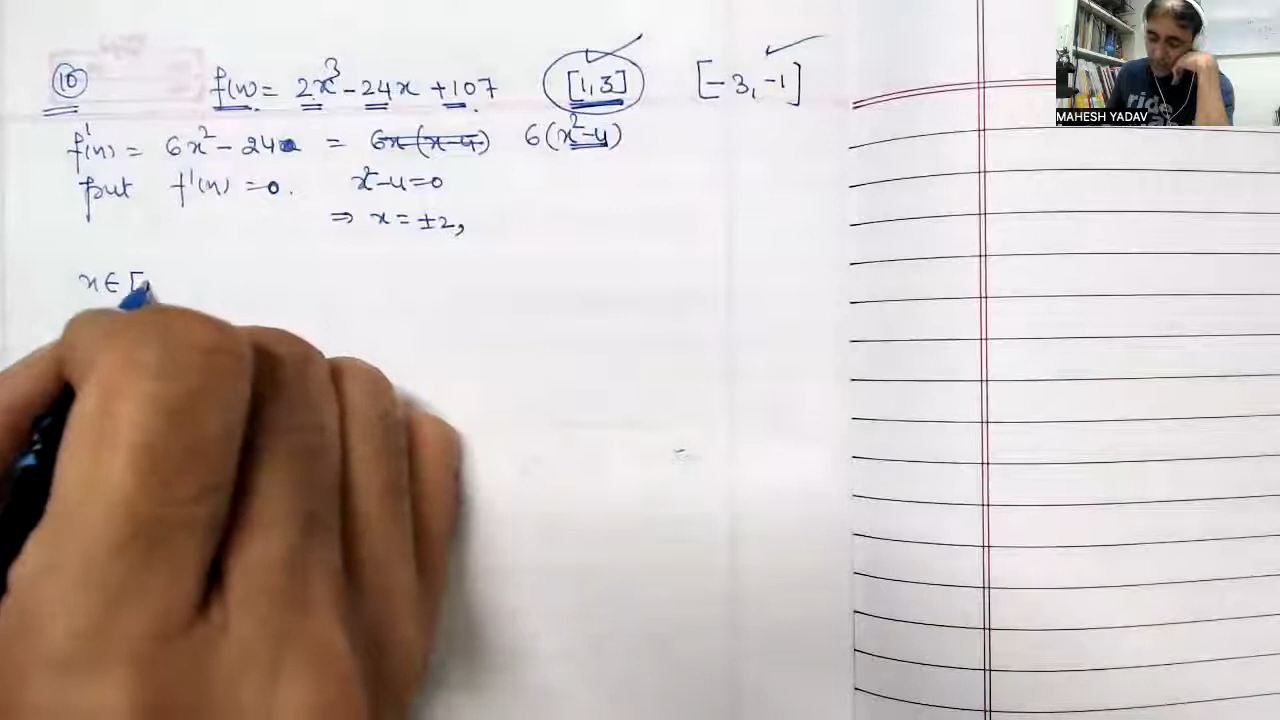 10 f(x) = 2x³ - 24x + 107 [1,3] [-3, -1]
f'(x) = 6x² - 24x = 6x(x-4) 6(x²-4)
put f'(x) = 0. x²-4=0
⇒ x = ±2,
x ∈ [
MAHESH YADAV
ride